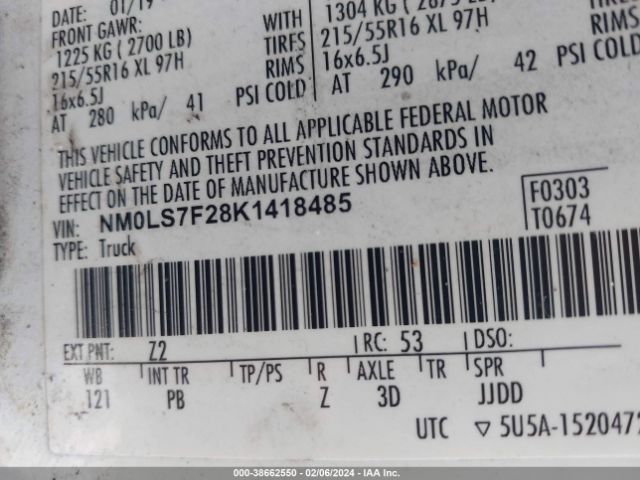 DATE: 01/19
FRONT GAWR: WITH 1304 KG
1225 KG ( 2700 LB) TIRES 215/55R16 XL 97H
215/55R16 XL 97H RIMS 16x6.5J RIMS
16x6.5J PSI COLD AT 290 kPa/ 42 PSI COLD
AT 280 kPa/ 41
THIS VEHICLE CONFORMS TO ALL APPLICABLE FEDERAL MOTOR
VEHICLE SAFETY AND THEFT PREVENTION STANDARDS IN
EFFECT ON THE DATE OF MANUFACTURE SHOWN ABOVE.
VIN: NM0LS7F28K1418485 F0303
TYPE: Truck T0674
EXT PNT: Z2 RC: 53 DSO:
WB INT TR TP/PS R AXLE TR SPR
121 PB Z 3D JJDD
UTC ▽ 5U5A-1520472
000-38662550 - 02/06/2024 - IAA Inc.